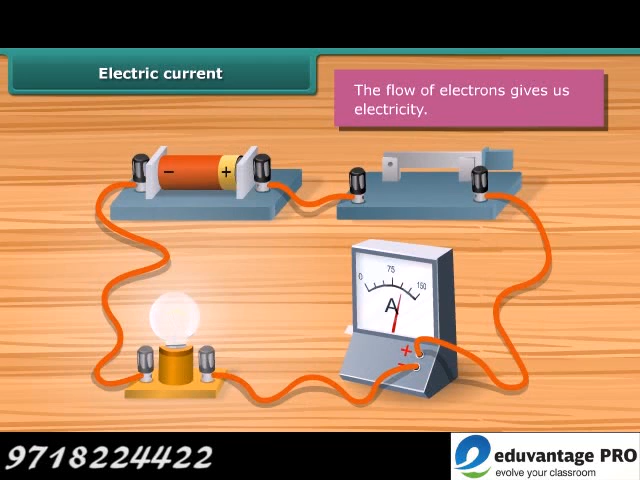 Electric current
The flow of electrons gives us
electricity.
- +
0 75 150
A
+
-
9718224422
eduvantage PRO
evolve your classroom